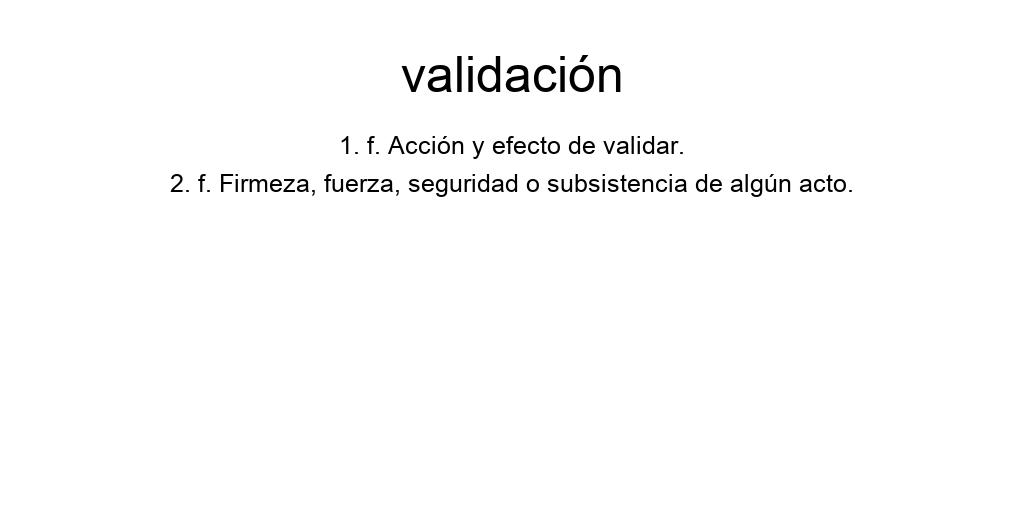 validación
1. f. Acción y efecto de validar.
2. f. Firmeza, fuerza, seguridad o subsistencia de algún acto.